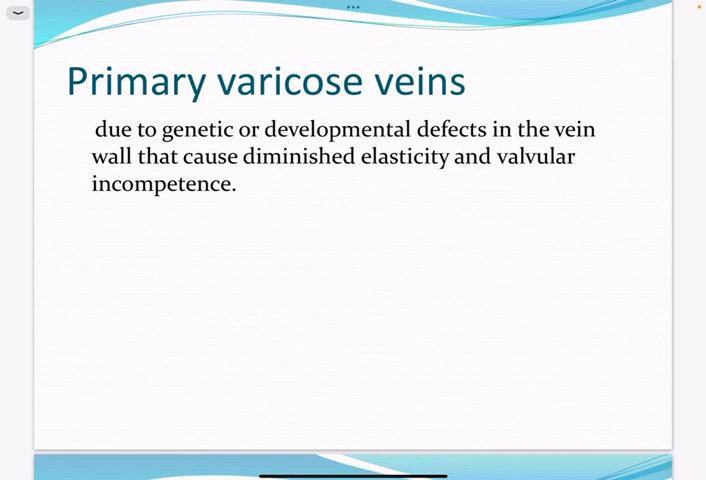 Primary varicose veins
due to genetic or developmental defects in the vein
wall that cause diminished elasticity and valvular
incompetence.